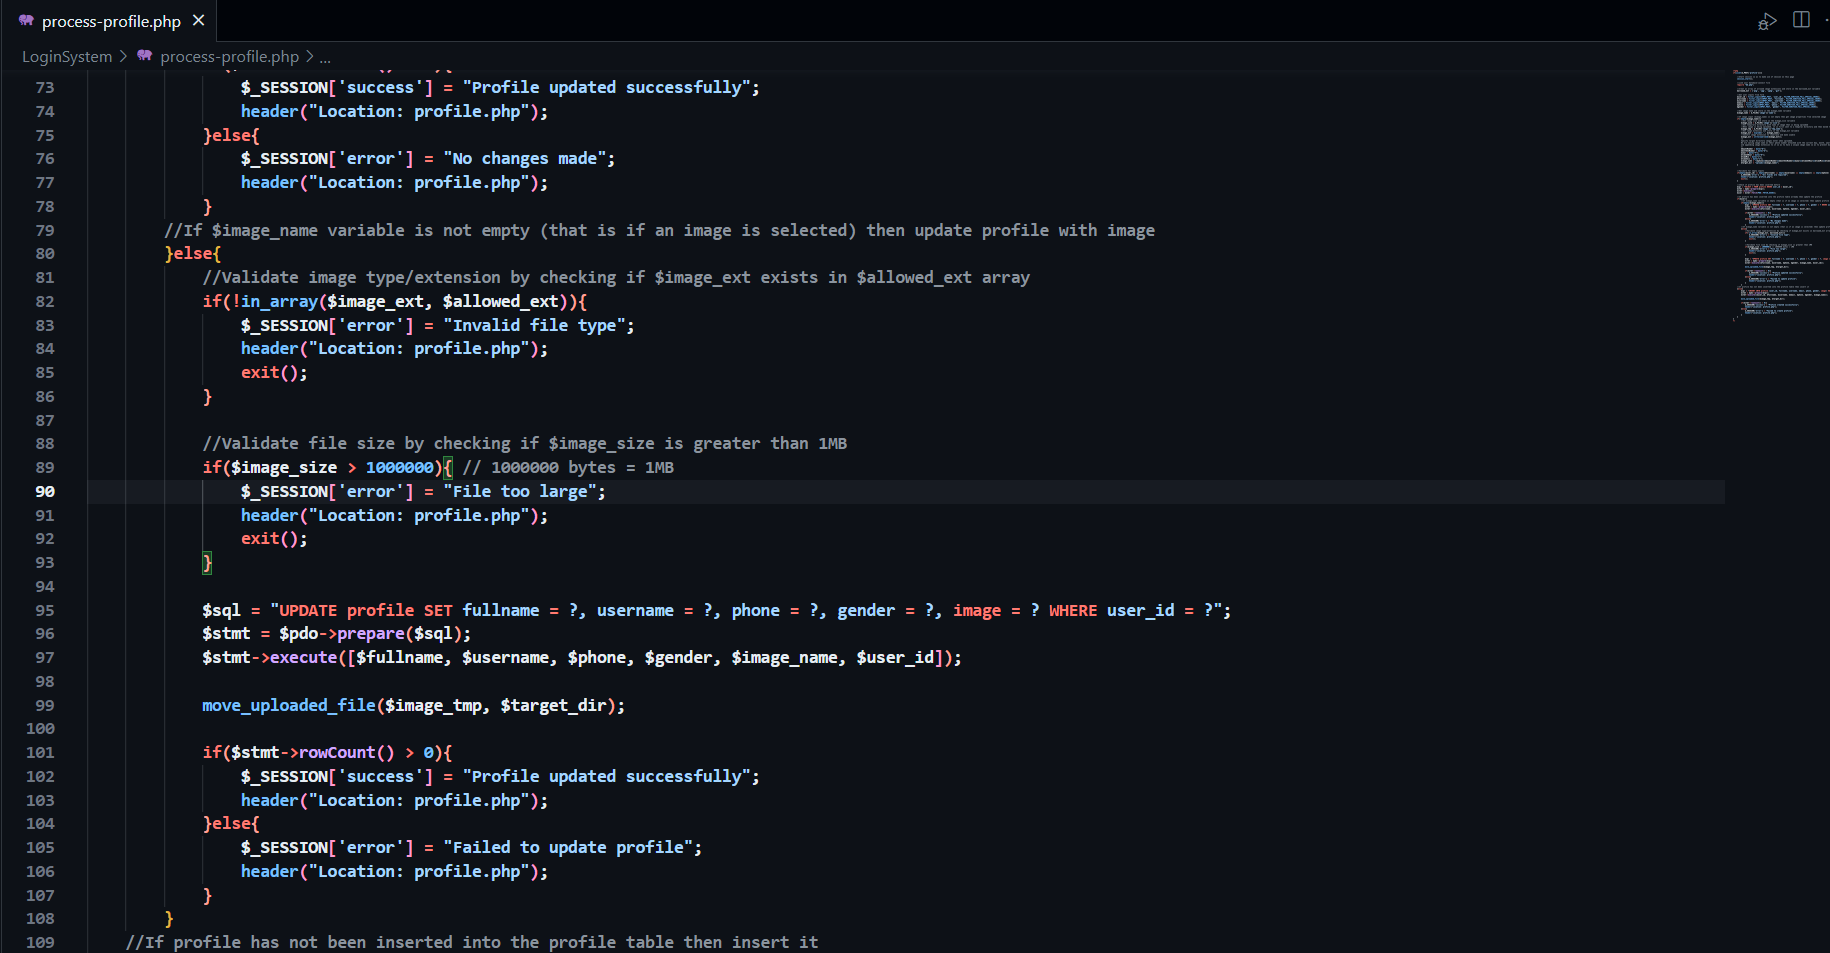 process-profile.php
LoginSystem > process-profile.php > ...
73 $_SESSION['success'] = "Profile updated successfully";
74 header("Location: profile.php");
75 }else{
76 $_SESSION['error'] = "No changes made";
77 header("Location: profile.php");
78 }
79 //If $image_name variable is not empty (that is if an image is selected) then update profile with image
80 }else{
81 //Validate image type/extension by checking if $image_ext exists in $allowed_ext array
82 if(!in_array($image_ext, $allowed_ext)){
83 $_SESSION['error'] = "Invalid file type";
84 header("Location: profile.php");
85 exit();
86 }
87
88 //Validate file size by checking if $image_size is greater than 1MB
89 if($image_size > 1000000){ // 1000000 bytes = 1MB
90 $_SESSION['error'] = "File too large";
91 header("Location: profile.php");
92 exit();
93 }
94
95 $sql = "UPDATE profile SET fullname = ?, username = ?, phone = ?, gender = ?, image = ? WHERE user_id = ?";
96 $stmt = $pdo->prepare($sql);
97 $stmt->execute([$fullname, $username, $phone, $gender, $image_name, $user_id]);
98
99 move_uploaded_file($image_tmp, $target_dir);
100
101 if($stmt->rowCount() > 0){
102 $_SESSION['success'] = "Profile updated successfully";
103 header("Location: profile.php");
104 }else{
105 $_SESSION['error'] = "Failed to update profile";
106 header("Location: profile.php");
107 }
108 }
109 //If profile has not been inserted into the profile table then insert it